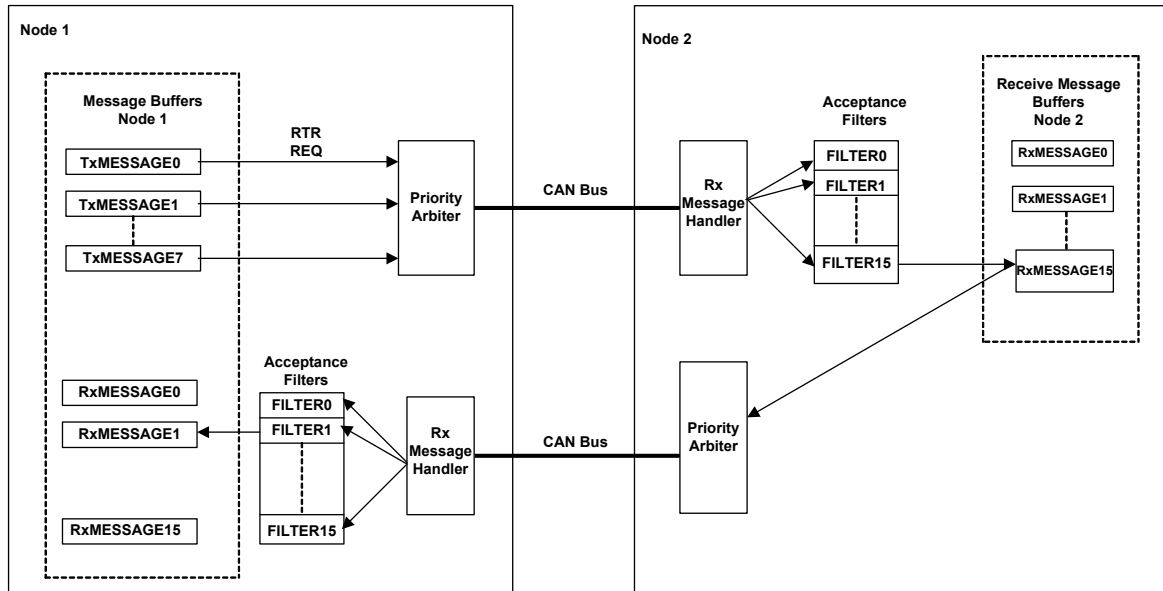 Node 1
Message Buffers
Node 1
TxMESSAGE0
TxMESSAGE1
TxMESSAGE7
RTR
REQ
Priority
Arbiter
CAN Bus
RxMESSAGE0
RxMESSAGE1
RxMESSAGE15
Acceptance
Filters
FILTER0
FILTER1
FILTER15
Rx
Message
Handler
CAN Bus
Node 2
Rx
Message
Handler
Acceptance
Filters
FILTER0
FILTER1
FILTER15
Receive Message
Buffers
Node 2
RxMESSAGE0
RxMESSAGE1
RxMESSAGE15
Priority
Arbiter